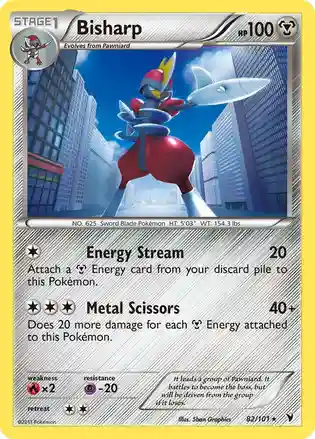 STAGE1
Bisharp
HP100
Evolves from Pawniard
NO. 625 Sword Blade Pokémon HT: 5'03" WT: 154.3 lbs
Energy Stream 20
Attach a Energy card from your discard pile to
this Pokémon.
Metal Scissors 40+
Does 20 more damage for each Energy attached
to this Pokémon.
weakness
×2
resistance
-20
retreat
It leads a group of Pawniard. It
battles to become the boss, but
will be driven from the group
if it loses.
©2011 Pokémon
Illus. Shin Graphics
82/101